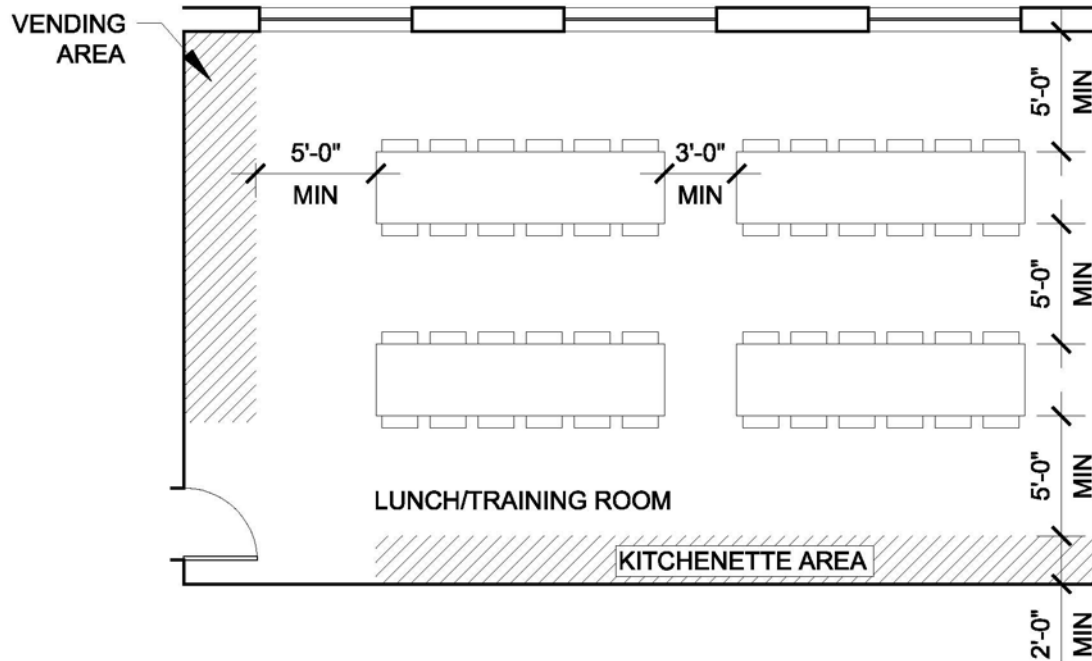 VENDING
AREA
5'-0"
MIN
5'-0"
MIN
3'-0"
MIN
5'-0"
MIN
5'-0"
MIN
LUNCH/TRAINING ROOM
KITCHENETTE AREA
2'-0"
MIN